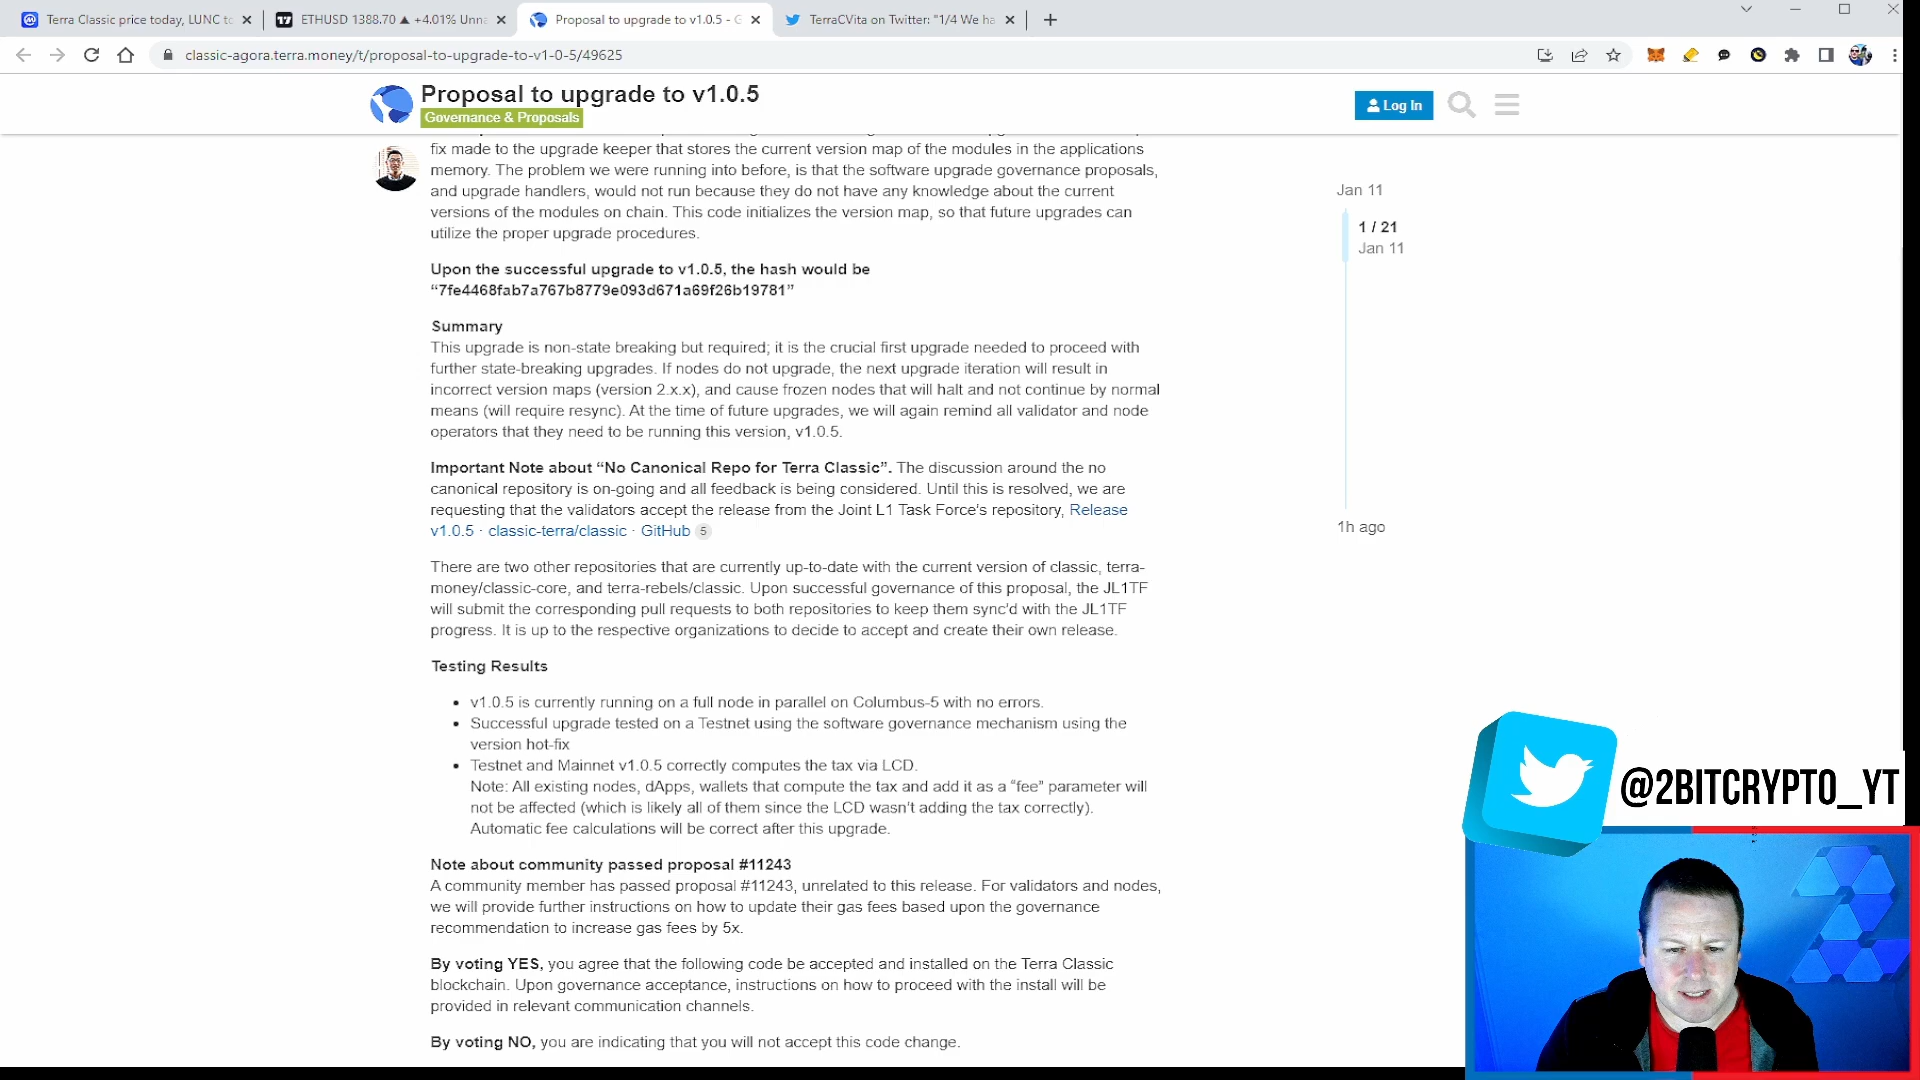 Terra Classic price today, LUNC to
ETHUSD 1388.70 ▲ +4.01% Unna
Proposal to upgrade to v1.0.5 - G
TerraCVita on Twitter: "1/4 We ha
classic-agora.terra.money/t/proposal-to-upgrade-to-v1-0-5/49625
Proposal to upgrade to v1.0.5
Governance & Proposals
Log In
fix made to the upgrade keeper that stores the current version map of the modules in the applications
memory. The problem we were running into before, is that the software upgrade governance proposals,
and upgrade handlers, would not run because they do not have any knowledge about the current
versions of the modules on chain. This code initializes the version map, so that future upgrades can
utilize the proper upgrade procedures.
Upon the successful upgrade to v1.0.5, the hash would be
“7fe4468fab7a767b8779e093d671a69f26b19781”
Summary
This upgrade is non-state breaking but required; it is the crucial first upgrade needed to proceed with
further state-breaking upgrades. If nodes do not upgrade, the next upgrade iteration will result in
incorrect version maps (version 2.x.x), and cause frozen nodes that will halt and not continue by normal
means (will require resync). At the time of future upgrades, we will again remind all validator and node
operators that they need to be running this version, v1.0.5.
Important Note about “No Canonical Repo for Terra Classic”. The discussion around the no
canonical repository is on-going and all feedback is being considered. Until this is resolved, we are
requesting that the validators accept the release from the Joint L1 Task Force’s repository, Release
v1.0.5 · classic-terra/classic · GitHub 5
There are two other repositories that are currently up-to-date with the current version of classic, terra-
money/classic-core, and terra-rebels/classic. Upon successful governance of this proposal, the JL1TF
will submit the corresponding pull requests to both repositories to keep them sync’d with the JL1TF
progress. It is up to the respective organizations to decide to accept and create their own release.
Testing Results
• v1.0.5 is currently running on a full node in parallel on Columbus-5 with no errors.
• Successful upgrade tested on a Testnet using the software governance mechanism using the
version hot-fix
• Testnet and Mainnet v1.0.5 correctly computes the tax via LCD.
Note: All existing nodes, dApps, wallets that compute the tax and add it as a “fee” parameter will
not be affected (which is likely all of them since the LCD wasn’t adding the tax correctly).
Automatic fee calculations will be correct after this upgrade.
Note about community passed proposal #11243
A community member has passed proposal #11243, unrelated to this release. For validators and nodes,
we will provide further instructions on how to update their gas fees based upon the governance
recommendation to increase gas fees by 5x.
By voting YES, you agree that the following code be accepted and installed on the Terra Classic
blockchain. Upon governance acceptance, instructions on how to proceed with the install will be
provided in relevant communication channels.
By voting NO, you are indicating that you will not accept this code change.
Jan 11
1 / 21
Jan 11
1h ago
@2BITCRYPTO_YT